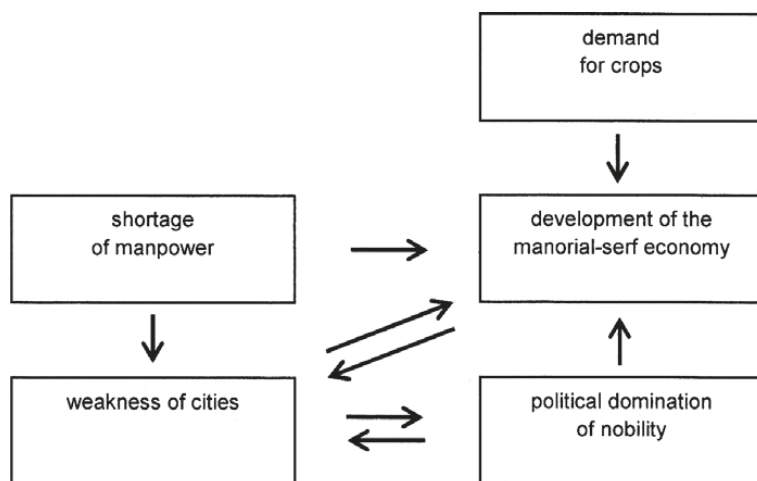 demand
for crops
shortage
of manpower
development of the
manorial-serf economy
weakness of cities
political domination
of nobility